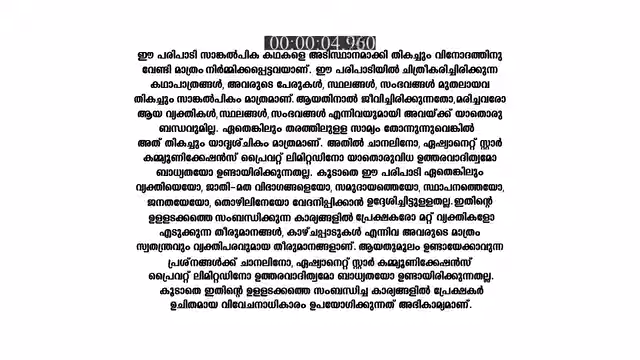 00:00:04.960
ഈ പരിപാടി സാങ്കൽപിക കഥകളെ അടിസ്ഥാനമാക്കി തികച്ചും വിനോദത്തിനു
വേണ്ടി മാത്രം നിർമ്മിക്കപ്പെട്ടവയാണ്. ഈ പരിപാടിയിൽ ചിത്രീകരിച്ചിരിക്കുന്ന
കഥാപാത്രങ്ങൾ, അവരുടെ പേരുകൾ, സ്ഥലങ്ങൾ, സംഭവങ്ങൾ മുതലായവ
തികച്ചും സാങ്കൽപികം മാത്രമാണ്. ആയതിനാൽ ജീവിച്ചിരിക്കുന്നതോ,മരിച്ചവരോ
ആയ വ്യക്തികൾ,സ്ഥലങ്ങൾ,സംഭവങ്ങൾ എന്നിവയുമായി അവയ്ക്ക് യാതൊരു
ബന്ധവുമില്ല. ഏതെങ്കിലും തരത്തിലുളള സാമ്യം തോന്നുന്നുവെങ്കിൽ
അത് തികച്ചും യാദൃശ്ചികം മാത്രമാണ്. അതിൽ ചാനലിനോ, ഏഷ്യാനെറ്റ് സ്റ്റാർ
കമ്മ്യൂണിക്കേഷൻസ് പ്രൈവറ്റ് ലിമിറ്റഡിനോ യാതൊരുവിധ ഉത്തരവാദിത്വമോ
ബാധ്യതയോ ഉണ്ടായിരിക്കുന്നതല്ല. കൂടാതെ ഈ പരിപാടി ഏതെങ്കിലും
വ്യക്തിയെയോ, ജാതി-മത വിഭാഗങ്ങളെയോ, സമുദായത്തെയോ, സ്ഥാപനത്തെയോ,
ജനതയേയോ, തൊഴിലിനേയോ വേദനിപ്പിക്കാൻ ഉദ്ദേശിച്ചിട്ടുളളതല്ല.ഇതിന്റെ
ഉളളടക്കത്തെ സംബന്ധിക്കുന്ന കാര്യങ്ങളിൽ പ്രേക്ഷകരോ മറ്റ് വ്യക്തികളോ
എടുക്കുന്ന തീരുമാനങ്ങൾ, കാഴ്ചപ്പാടുകൾ എന്നിവ അവരുടെ മാത്രം
സ്വതന്ത്രവും വ്യക്തിപരവുമായ തീരുമാനങ്ങളാണ്. ആയതുമൂലം ഉണ്ടായേക്കാവുന്ന
പ്രശ്നങ്ങൾക്ക് ചാനലിനോ, ഏഷ്യാനെറ്റ് സ്റ്റാർ കമ്മ്യൂണിക്കേഷൻസ്
പ്രൈവറ്റ് ലിമിറ്റഡിനോ ഉത്തരവാദിത്വമോ ബാധ്യതയോ ഉണ്ടായിരിക്കുന്നതല്ല.
കൂടാതെ ഇതിന്റെ ഉളളടക്കത്തെ സംബന്ധിച്ച കാര്യങ്ങളിൽ പ്രേക്ഷകർ
ഉചിതമായ വിവേചനാധികാരം ഉപയോഗിക്കുന്നത് അഭികാമ്യമാണ്.